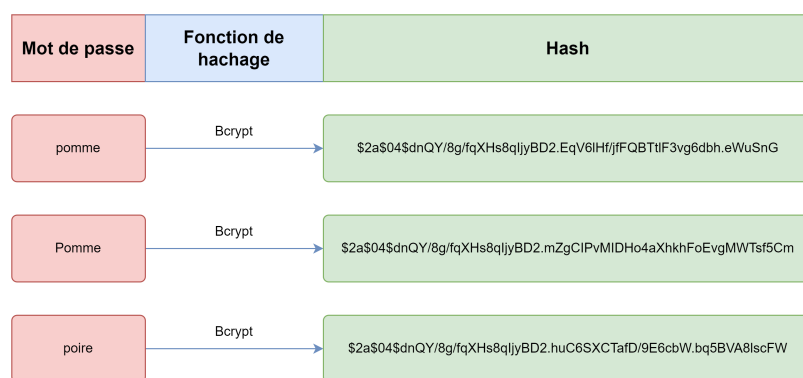 Mot de passe
Fonction de
hachage
Hash
pomme
Bcrypt
$2a$04$dnQY/8g/fqXHs8qIjyBD2.EqV6lHf/jfFQBTtlF3vg6dbh.eWuSnG
Pomme
Bcrypt
$2a$04$dnQY/8g/fqXHs8qIjyBD2.mZgCIPvMIDHo4aXhkhFoEvgMWTsf5Cm
poire
Bcrypt
$2a$04$dnQY/8g/fqXHs8qIjyBD2.huC6SXCTafD/9E6cbW.bq5BVA8lscFW